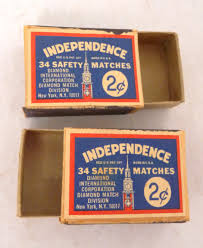 INDEPENDENCE
34 SAFETY MATCHES
DIAMOND
INTERNATIONAL
CORPORATION
DIAMOND MATCH
DIVISION
New York, N.Y. 10017
2¢
INDEPENDENCE
34 SAFETY MATCHES
DIAMOND
INTERNATIONAL
CORPORATION
DIAMOND MATCH
DIVISION
New York, N.Y. 10017
2¢